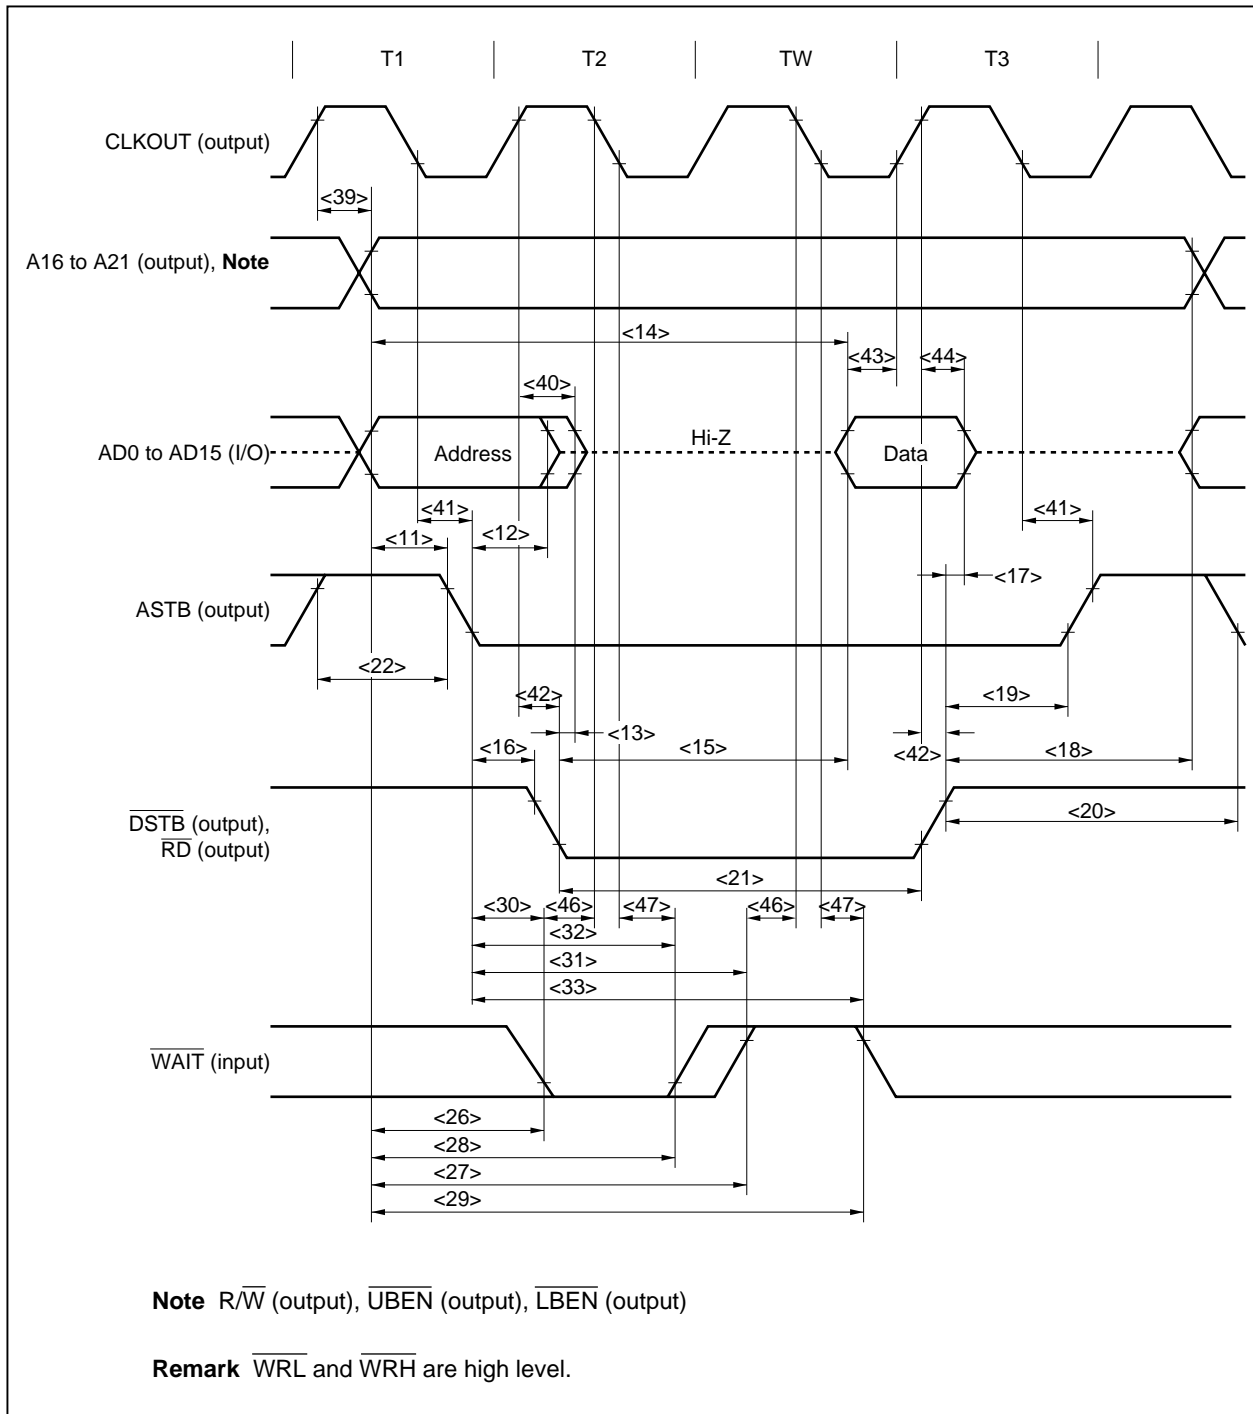 T1 T2 TW T3
CLKOUT (output)
<39>
A16 to A21 (output), Note
<14>
<43> <44>
<40>
AD0 to AD15 (I/O) Address Hi-Z Data
<41> <41>
<11> <12>
<17>
ASTB (output)
<22>
<42> <19>
<13>
<16> <15> <42> <18>
<20>
DSTB (output),
RD (output)
<21>
<30> <46> <47> <46> <47>
<32>
<31>
<33>
WAIT (input)
<26>
<28>
<27>
<29>
Note R/W (output), UBEN (output), LBEN (output)
Remark WRL and WRH are high level.